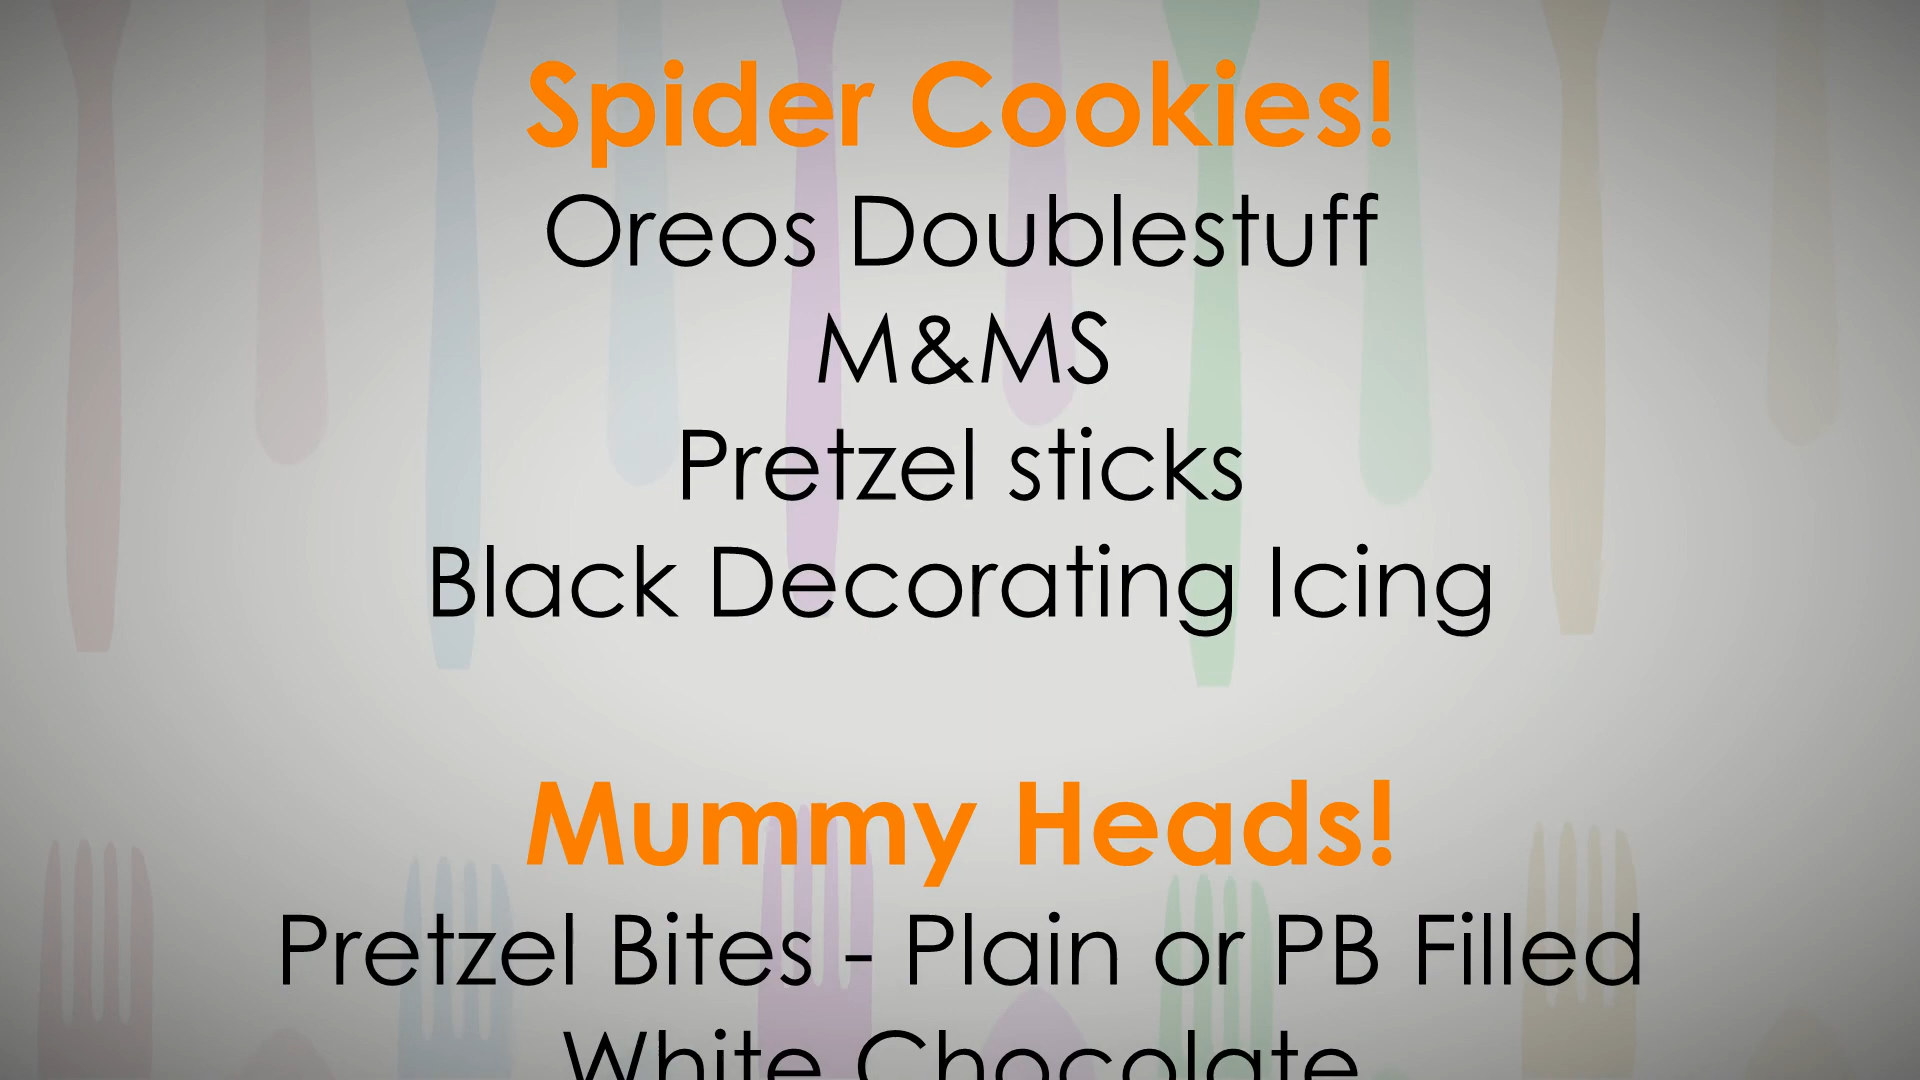 Spider Cookies!
Oreos Doublestuff
M&MS
Pretzel sticks
Black Decorating Icing
Mummy Heads!
Pretzel Bites - Plain or PB Filled
White Chocolate